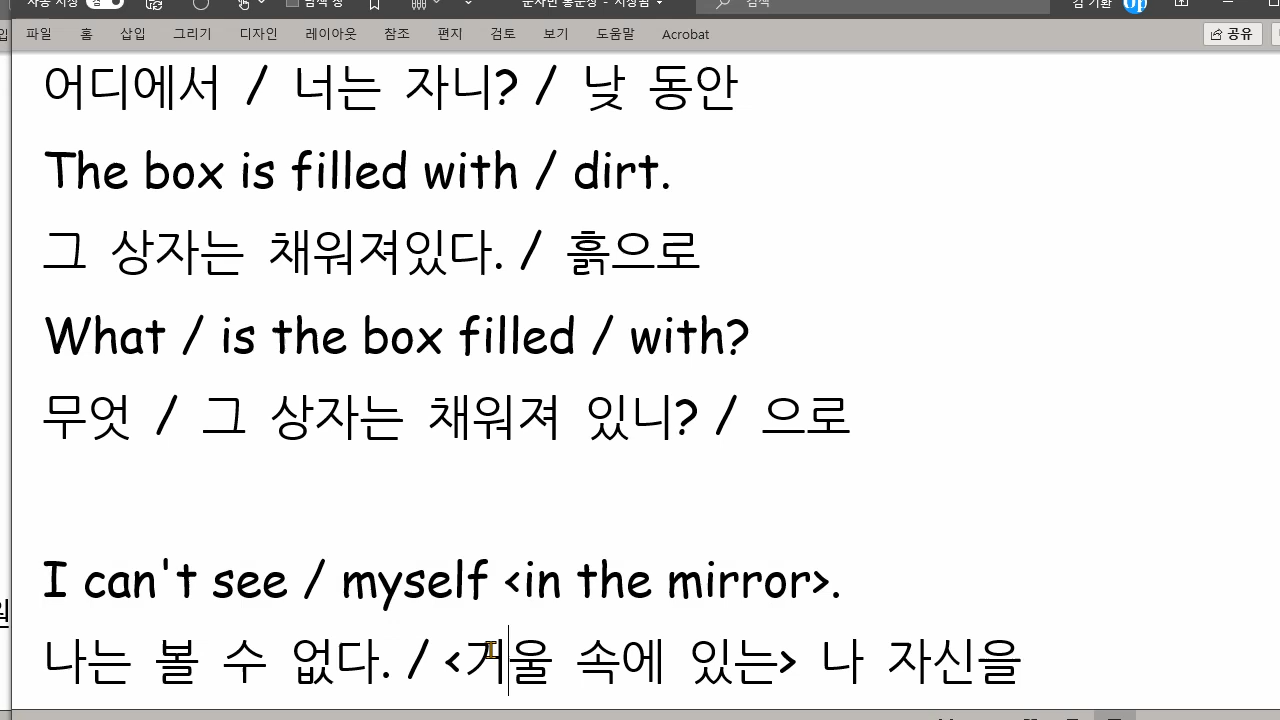 파일 홈 삽입 그리기 디자인 레이아웃 참조 편지 검토 보기 도움말 Acrobat 공유
어디에서 / 너는 자니? / 낮 동안
The box is filled with / dirt.
그 상자는 채워져있다. / 흙으로
What / is the box filled / with?
무엇 / 그 상자는 채워져 있니? / 으로
I can't see / myself <in the mirror>.
나는 볼 수 없다. / <거울 속에 있는> 나 자신을